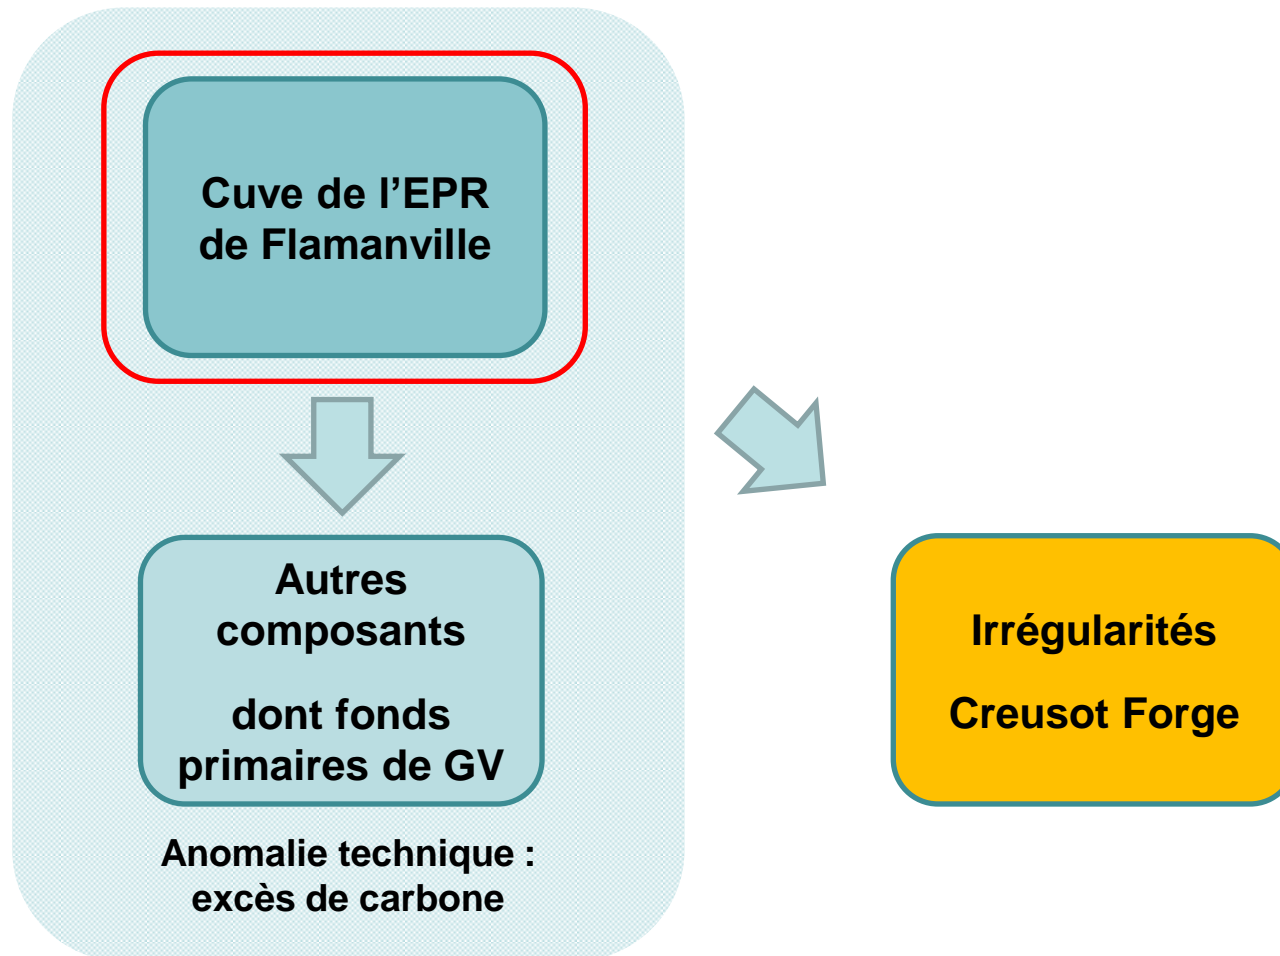 Cuve de l’EPR
de Flamanville
Autres
composants
dont fonds
primaires de GV
Anomalie technique :
excès de carbone
Irrégularités
Creusot Forge